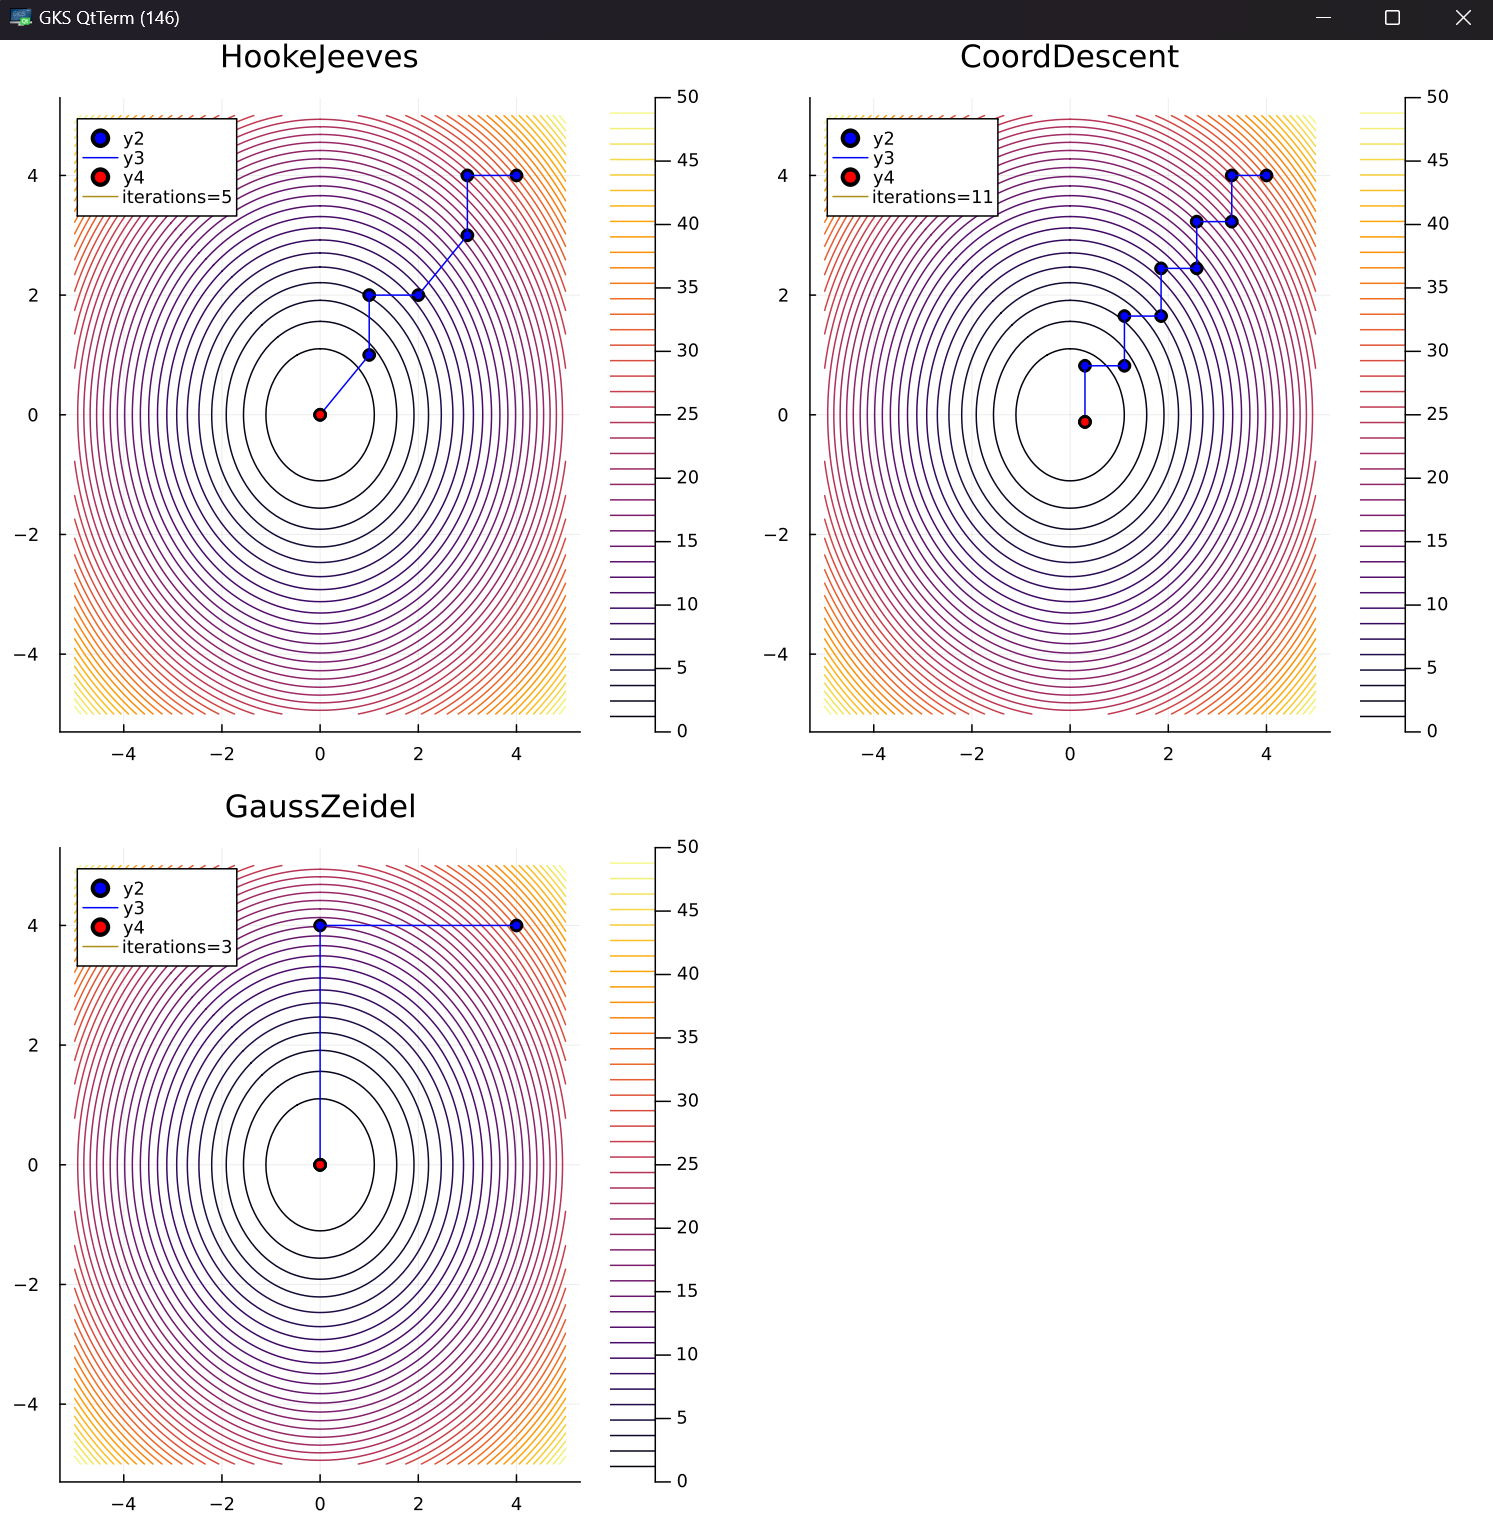 GKS QtTerm (146)
HookeJeeves
y2
y3
y4
iterations=5
4
2
0
−2
−4
−4 −2 0 2 4
50
45
40
35
30
25
20
15
10
5
0
CoordDescent
y2
y3
y4
iterations=11
4
2
0
−2
−4
−4 −2 0 2 4
50
45
40
35
30
25
20
15
10
5
0
GaussZeidel
y2
y3
y4
iterations=3
4
2
0
−2
−4
−4 −2 0 2 4
50
45
40
35
30
25
20
15
10
5
0